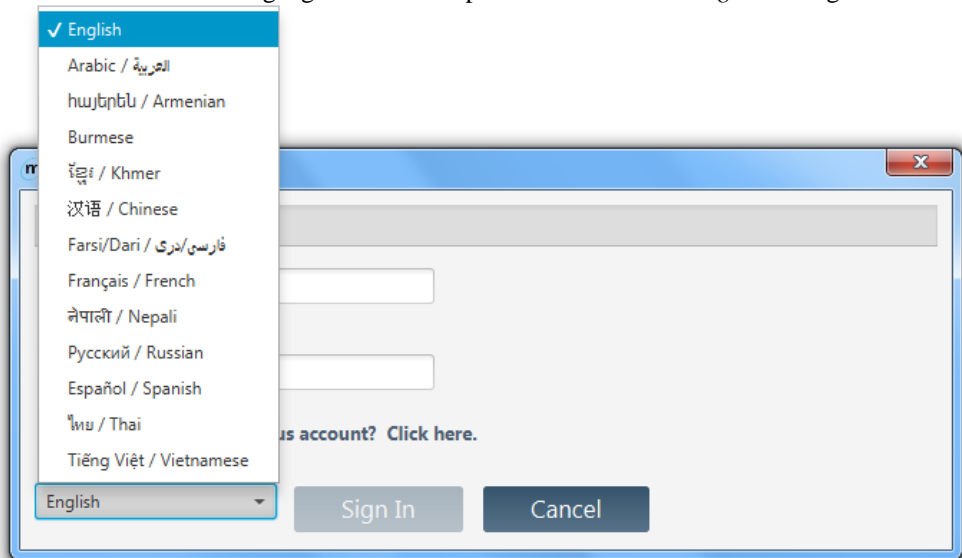 ✓ English
Arabic / العربية
հայերեն / Armenian
Burmese
ខ្មែរ / Khmer
汉语 / Chinese
Farsi/Dari / فارسی/دری
Français / French
नेपाली / Nepali
Русский / Russian
Español / Spanish
ไทย / Thai
Tiếng Việt / Vietnamese
us account? Click here.
English
Sign In
Cancel